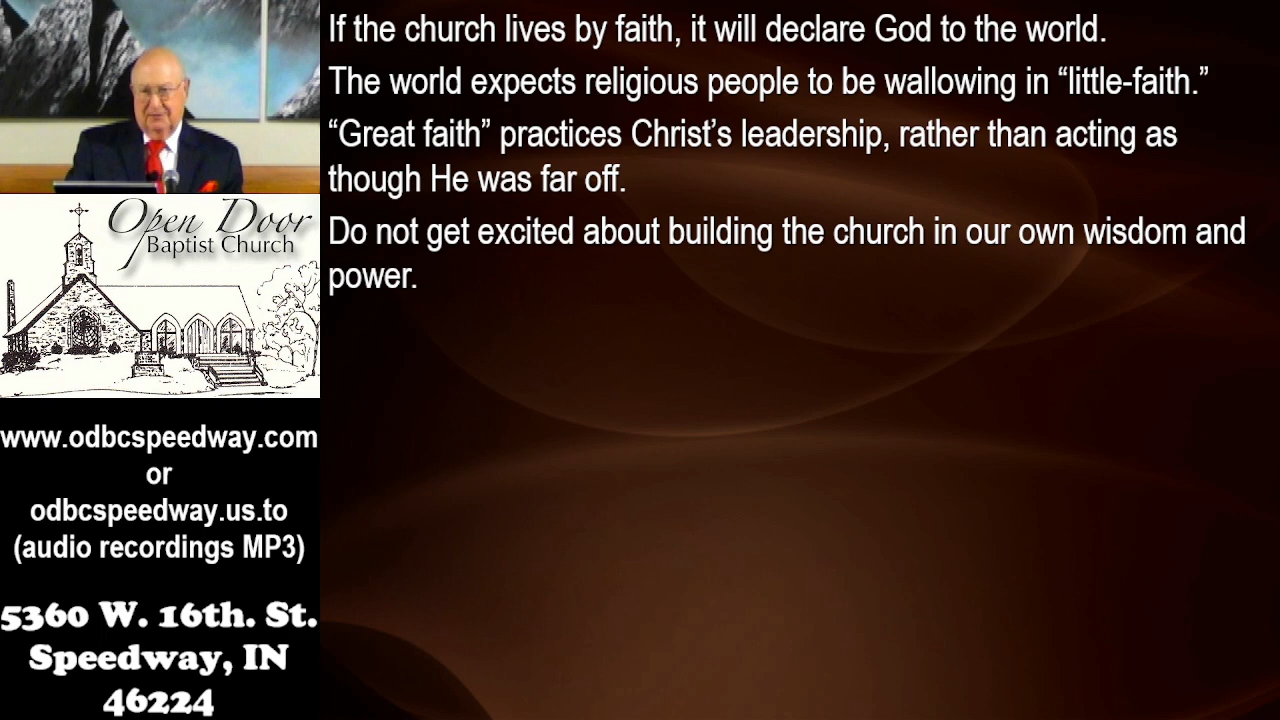 If the church lives by faith, it will declare God to the world.
The world expects religious people to be wallowing in “little-faith.”
“Great faith” practices Christ’s leadership, rather than acting as
though He was far off.
Do not get excited about building the church in our own wisdom and
power.
Open Door
Baptist Church
www.odbcspeedway.com
or
odbcspeedway.us.to
(audio recordings MP3)
5360 W. 16th. St.
Speedway, IN
46224